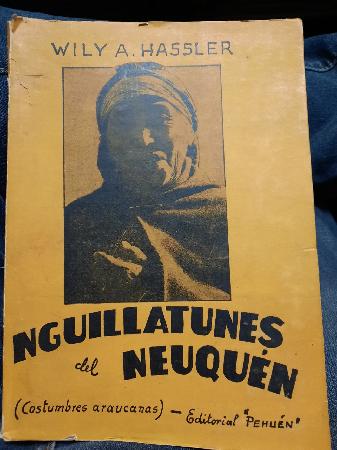 WILY A. HASSLER
NGUILLATUNES
del NEUQUÉN
(Costumbres araucanas) — Editorial "PEHUÉN"